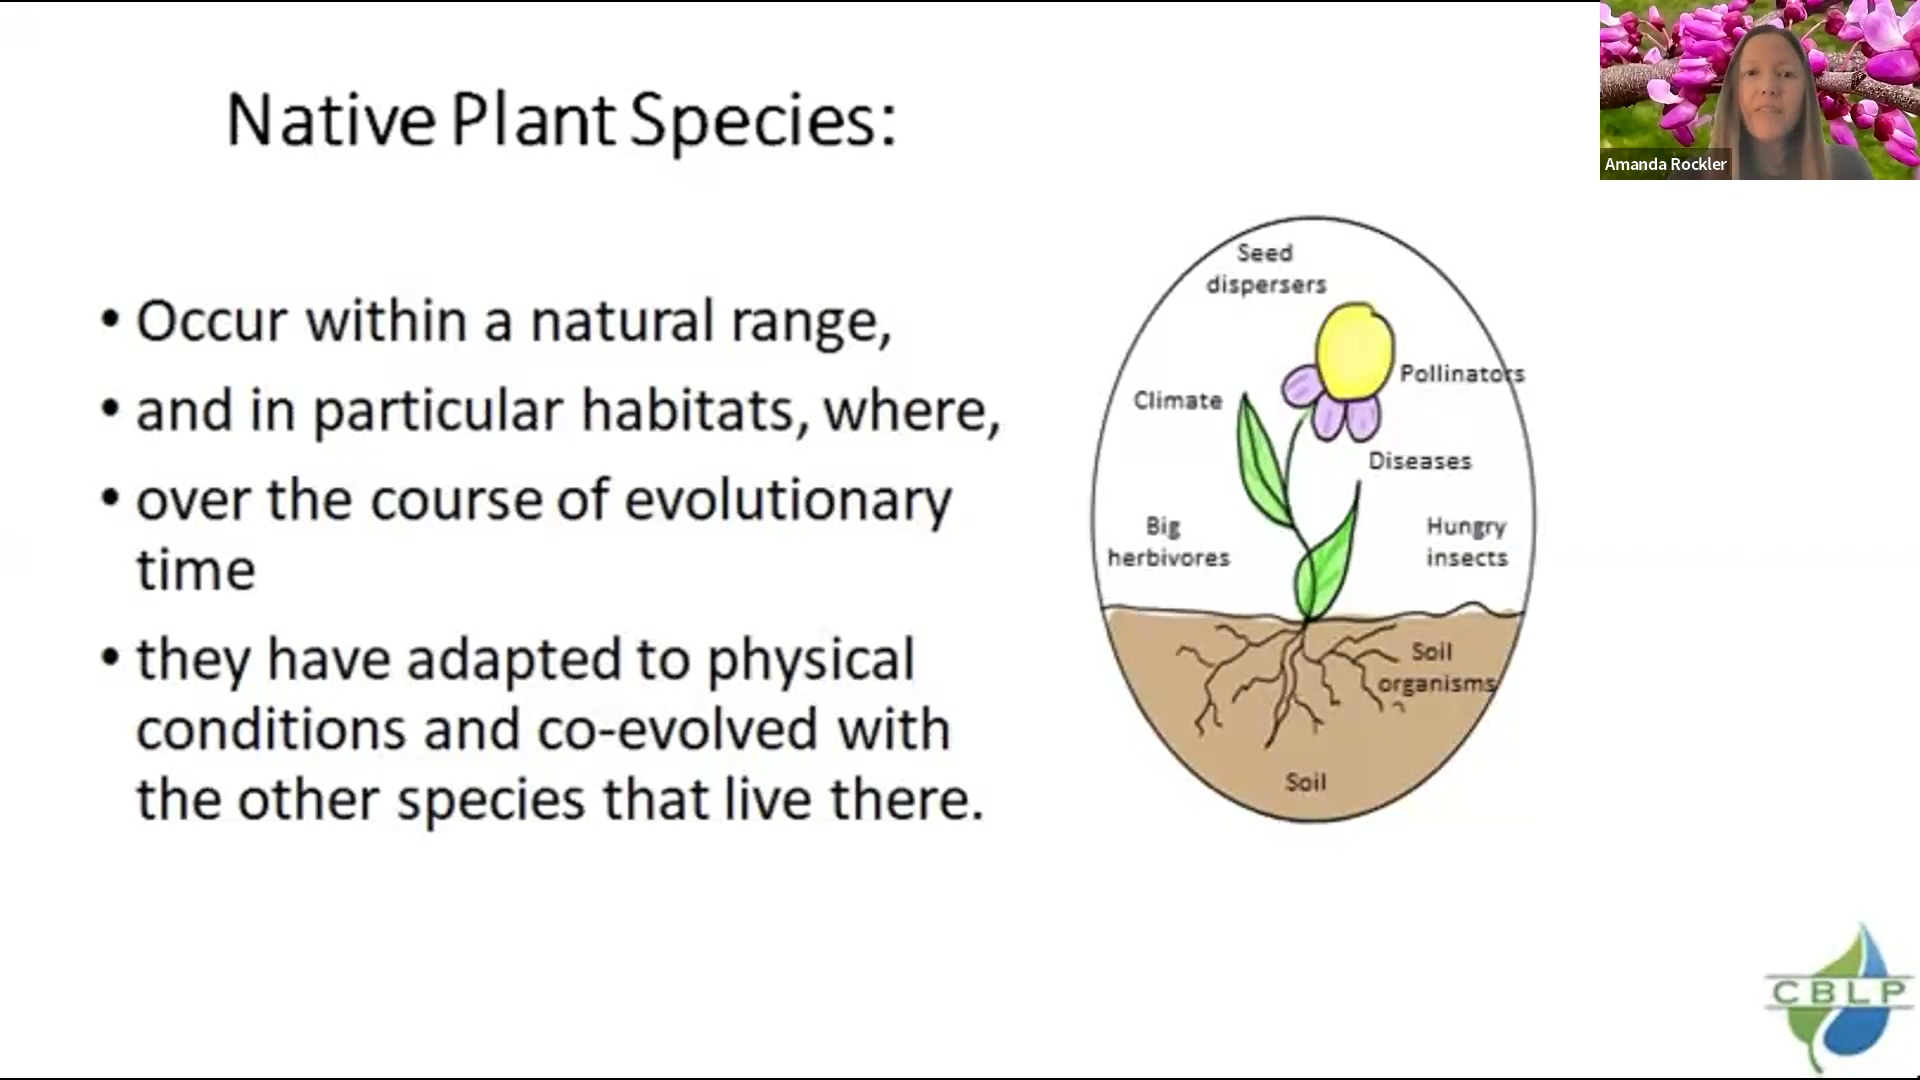 Native Plant Species:
• Occur within a natural range,
• and in particular habitats, where,
• over the course of evolutionary
time
• they have adapted to physical
conditions and co-evolved with
the other species that live there.
Seed
dispersers
Pollinators
Climate
Diseases
Big
herbivores
Hungry
insects
Soil
organisms
Soil
Amanda Rockler
CBLP